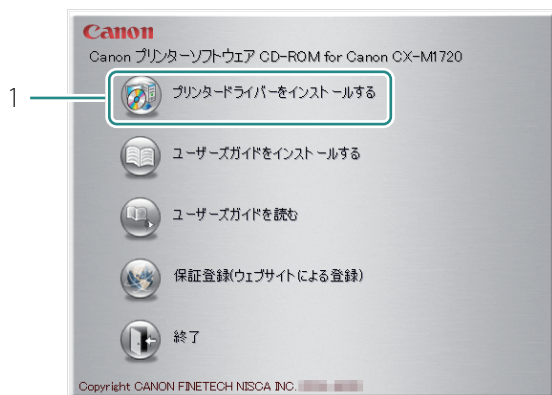 Canon
Canon プリンターソフトウェア CD-ROM for Canon CX-M1720
1
プリンタードライバーをインストールする
ユーザーズガイドをインストールする
ユーザーズガイドを読む
保証登録(ウェブサイトによる登録)
終了
Copyright CANON FINETECH NISCA INC.